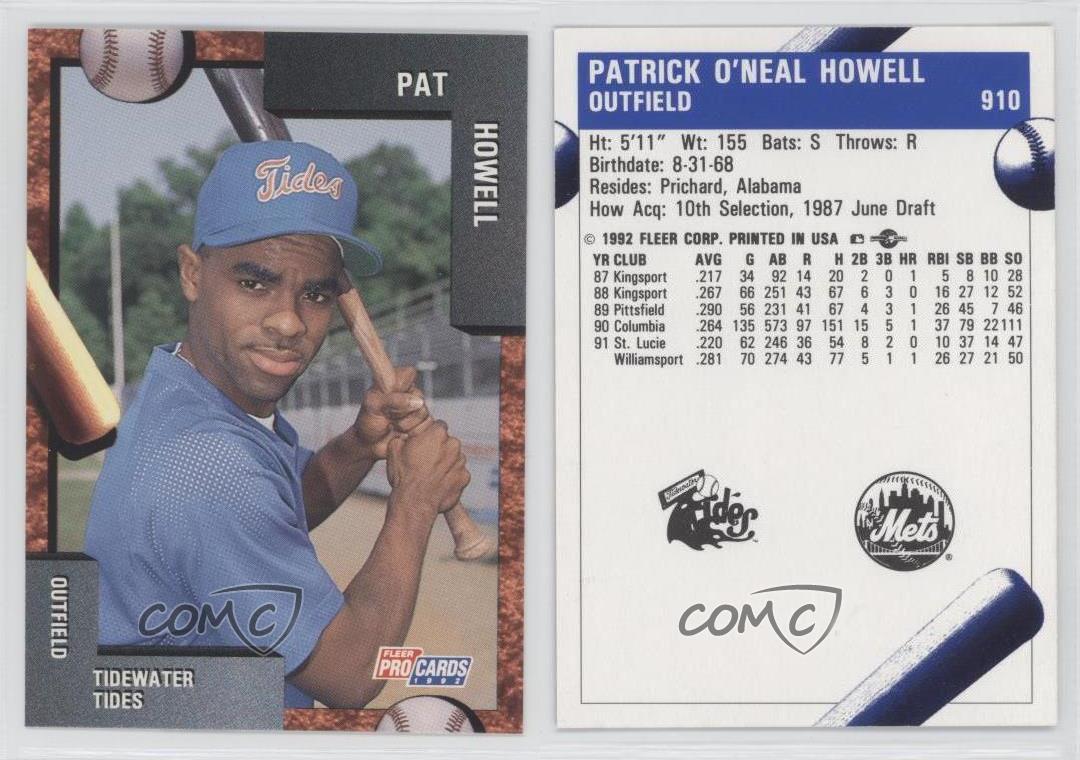 PAT
HOWELL
Tides
OUTFIELD
TIDEWATER
TIDES
FLEER
PRO CARDS
1992
COMC
PATRICK O'NEAL HOWELL
OUTFIELD 910
Ht: 5'11" Wt: 155 Bats: S Throws: R
Birthdate: 8-31-68
Resides: Prichard, Alabama
How Acq: 10th Selection, 1987 June Draft
© 1992 FLEER CORP. PRINTED IN USA
YR CLUB AVG G AB R H 2B 3B HR RBI SB BB SO
87 Kingsport .217 34 92 14 20 2 0 1 5 8 10 28
88 Kingsport .267 66 251 43 67 6 3 0 16 27 12 52
89 Pittsfield .290 56 231 41 67 4 3 1 26 45 7 46
90 Columbia .264 135 573 97 151 15 5 1 37 79 22 111
91 St. Lucie .220 62 246 36 54 8 2 0 10 37 14 47
Williamsport .281 70 274 43 77 5 1 1 26 27 21 50
Tidewater
Tides
Mets
®
COMC